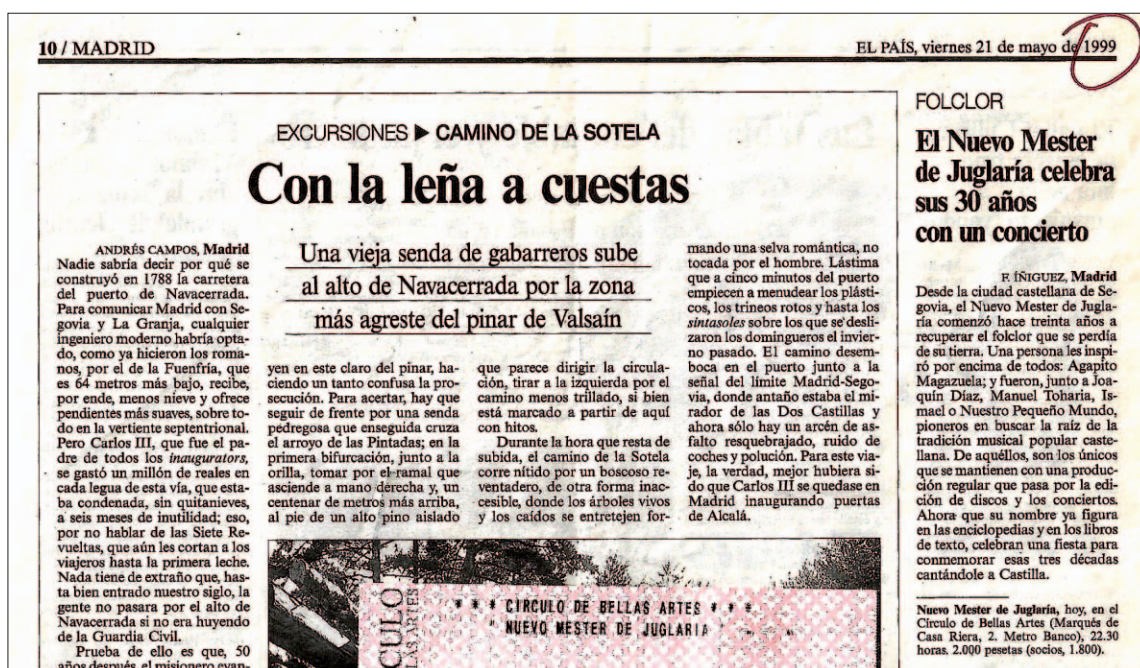 10 / MADRID
EL PAÍS, viernes 21 de mayo de 1999
EXCURSIONES ▶ CAMINO DE LA SOTELA
Con la leña a cuestas
Una vieja senda de gabarreros sube
al alto de Navacerrada por la zona
más agreste del pinar de Valsaín
ANDRÉS CAMPOS, Madrid
Nadie sabría decir por qué se
construyó en 1788 la carretera
del puerto de Navacerrada.
Para comunicar Madrid con Se-
govia y La Granja, cualquier
ingeniero moderno habría opta-
do, como ya hicieron los roma-
nos, por el de la Fuenfría, que
es 64 metros más bajo, recibe,
por ende, menos nieve y ofrece
pendientes más suaves, sobre to-
do en la vertiente septentrional.
Pero Carlos III, que fue el pa-
dre de todos los inaugurators,
se gastó un millón de reales en
cada legua de esta vía, que esta-
ba condenada, sin quitanieves,
a seis meses de inutilidad; eso,
por no hablar de las Siete Re-
vueltas, que aún les cortan a los
viajeros hasta la primera leche.
Nada tiene de extraño que, has-
ta bien entrado nuestro siglo, la
gente no pasara por el alto de
Navacerrada si no era huyendo
de la Guardia Civil.
Prueba de ello es que, 50
años después, el misionero evan-
yen en este claro del pinar, ha-
ciendo un tanto confusa la pro-
secución. Para acertar, hay que
seguir de frente por una senda
pedregosa que enseguida cruza
el arroyo de las Pintadas; en la
primera bifurcación, junto a la
orilla, tomar por el ramal que
asciende a mano derecha y, un
centenar de metros más arriba,
al pie de un alto pino aislado
que parece dirigir la circula-
ción, tirar a la izquierda por el
camino menos trillado, si bien
está marcado a partir de aquí
con hitos.
Durante la hora que resta de
subida, el camino de la Sotela
corre nítido por un boscoso re-
ventadero, de otra forma inac-
cesible, donde los árboles vivos
y los caídos se entretejen for-
mando una selva romántica, no
tocada por el hombre. Lástima
que a cinco minutos del puerto
empiecen a menudear los plásti-
cos, los trineos rotos y hasta los
sintasoles sobre los que se desli-
zaron los domingueros el invier-
no pasado. El camino desem-
boca en el puerto junto a la
señal del límite Madrid-Sego-
via, donde antaño estaba el mi-
rador de las Dos Castillas y
ahora sólo hay un arcén de as-
falto resquebrajado, ruido de
coches y polución. Para este via-
je, la verdad, mejor hubiera si-
do que Carlos III se quedase en
Madrid inaugurando puertas
de Alcalá.
CULO
LAS ARTES
* * * CIRCULO DE BELLAS ARTES * * *
" NUEVO MESTER DE JUGLARIA "
FOLCLOR
El Nuevo Mester
de Juglaría celebra
sus 30 años
con un concierto
F. ÍÑIGUEZ, Madrid
Desde la ciudad castellana de Se-
govia, el Nuevo Mester de Jugla-
ría comenzó hace treinta años a
recuperar el folclor que se perdía
de su tierra. Una persona les inspi-
ró por encima de todos: Agapito
Magazuela; y fueron, junto a Joa-
quín Díaz, Manuel Toharia, Is-
mael o Nuestro Pequeño Mundo,
pioneros en buscar la raíz de la
tradición musical popular caste-
llana. De aquéllos, son los únicos
que se mantienen con una produc-
ción regular que pasa por la edi-
ción de discos y los conciertos.
Ahora que su nombre ya figura
en las enciclopedias y en los libros
de texto, celebran una fiesta para
conmemorar esas tres décadas
cantándole a Castilla.
Nuevo Mester de Juglaría, hoy, en el
Círculo de Bellas Artes (Marqués de
Casa Riera, 2. Metro Banco), 22.30
horas. 2.000 pesetas (socios, 1.800).